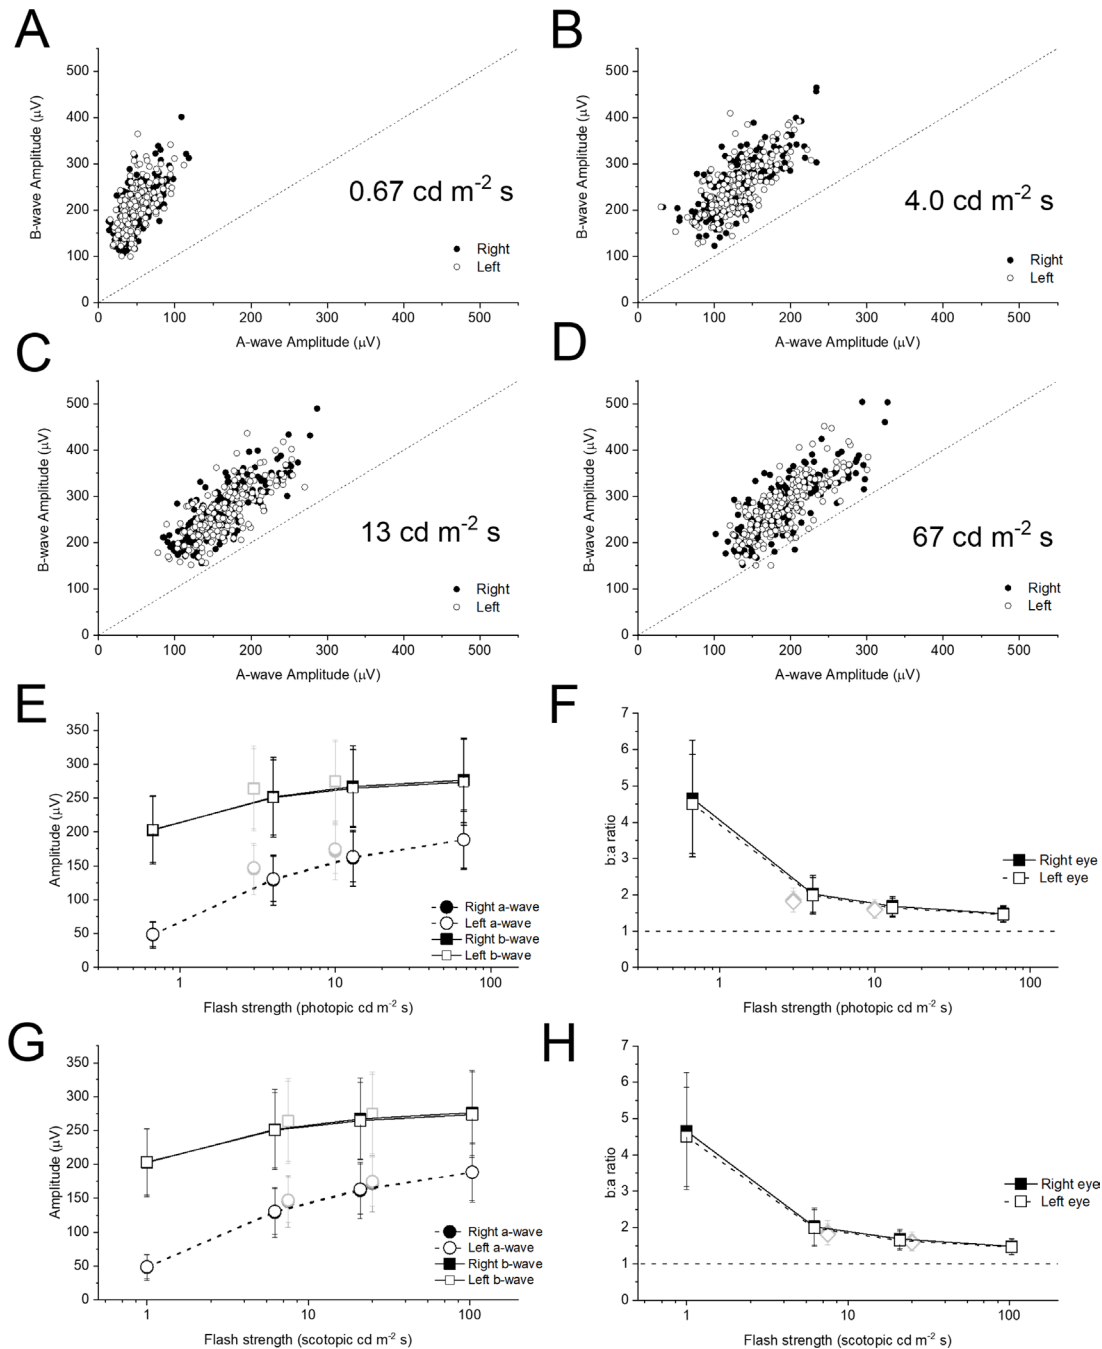 A
B-wave Amplitude (μV)
500
400
300
200
100
0
0.67 cd m⁻² s
Right
Left
0 100 200 300 400 500
A-wave Amplitude (μV)
B
B-wave Amplitude (μV)
500
400
300
200
100
0
4.0 cd m⁻² s
Right
Left
0 100 200 300 400 500
A-wave Amplitude (μV)
C
B-wave Amplitude (μV)
500
400
300
200
100
0
13 cd m⁻² s
Right
Left
0 100 200 300 400 500
A-wave Amplitude (μV)
D
B-wave Amplitude (μV)
500
400
300
200
100
0
67 cd m⁻² s
Right
Left
0 100 200 300 400 500
A-wave Amplitude (μV)
E
Amplitude (μV)
350
300
250
200
150
100
50
0
Right a-wave
Left a-wave
Right b-wave
Left b-wave
1 10 100
Flash strength (photopic cd m⁻² s)
F
b:a ratio
7
6
5
4
3
2
1
0
Right eye
Left eye
1 10 100
Flash strength (photopic cd m⁻² s)
G
Amplitude (μV)
350
300
250
200
150
100
50
0
Right a-wave
Left a-wave
Right b-wave
Left b-wave
1 10 100
Flash strength (scotopic cd m⁻² s)
H
b:a ratio
7
6
5
4
3
2
1
0
Right eye
Left eye
1 10 100
Flash strength (scotopic cd m⁻² s)